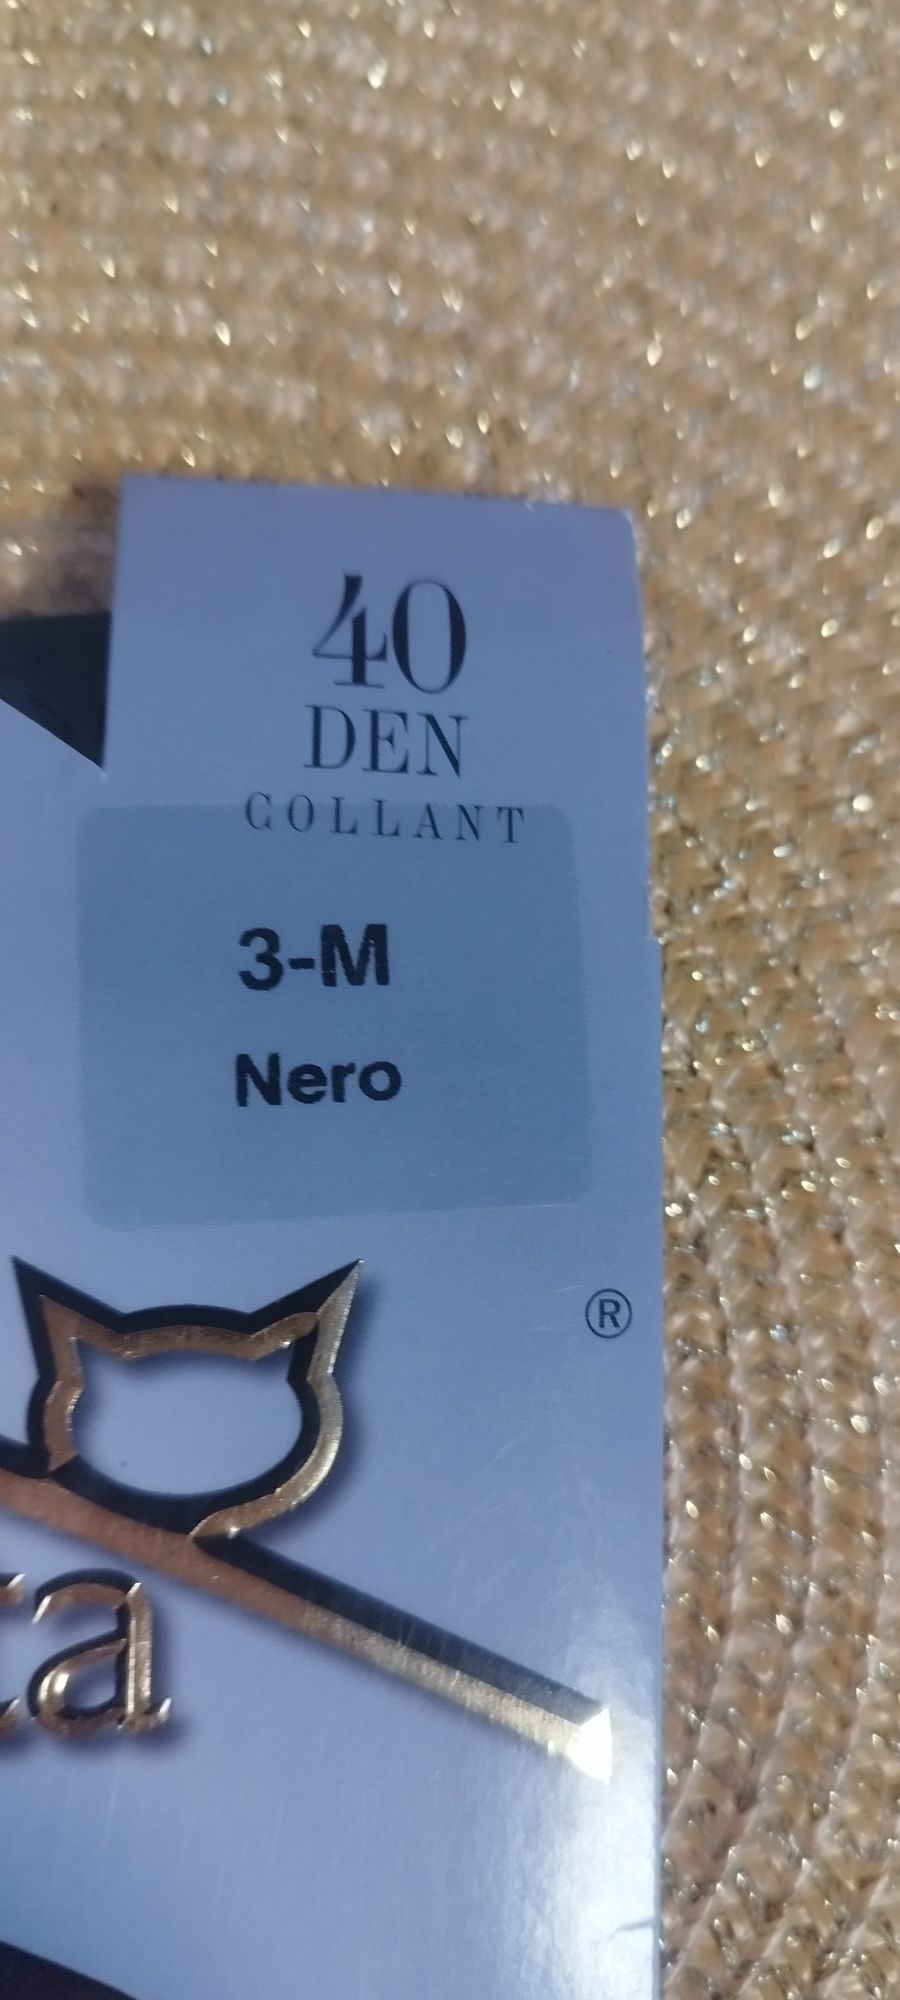 40
DEN
COLLANT
3-M
Nero
®